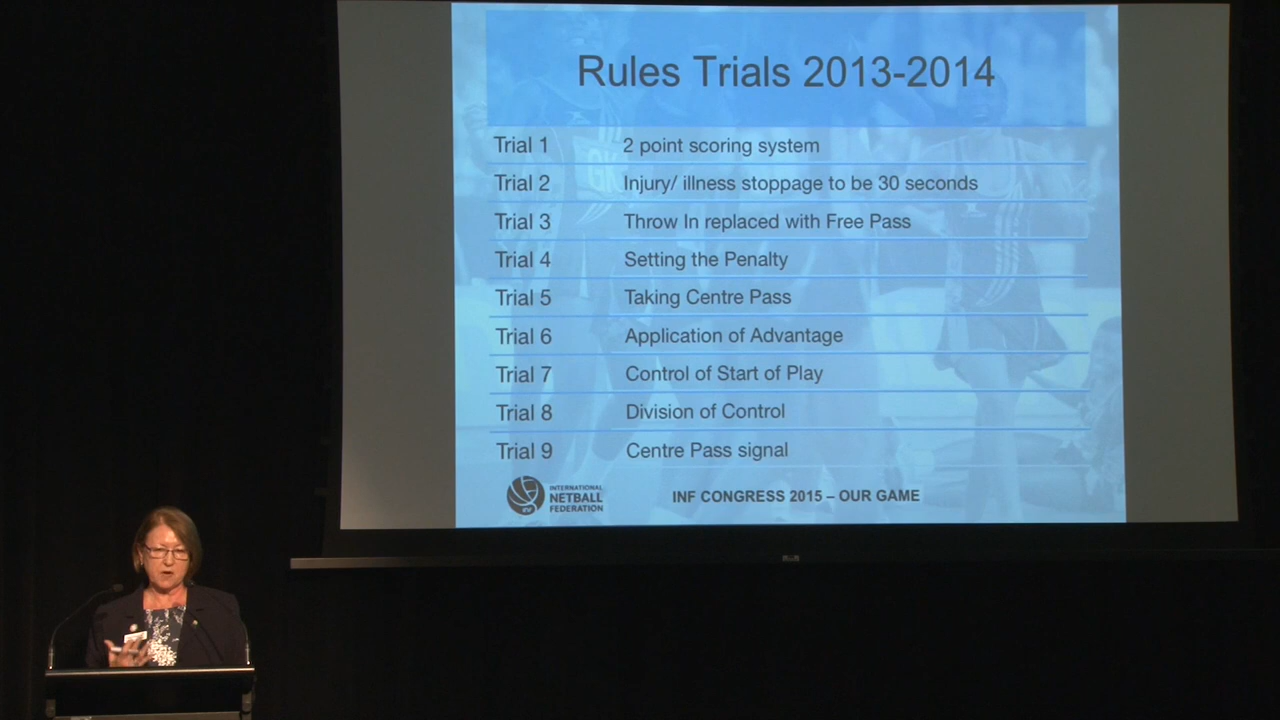 Rules Trials 2013-2014
Trial 1 2 point scoring system
Trial 2 Injury/ illness stoppage to be 30 seconds
Trial 3 Throw In replaced with Free Pass
Trial 4 Setting the Penalty
Trial 5 Taking Centre Pass
Trial 6 Application of Advantage
Trial 7 Control of Start of Play
Trial 8 Division of Control
Trial 9 Centre Pass signal
INTERNATIONAL
NETBALL
FEDERATION
INF CONGRESS 2015 – OUR GAME